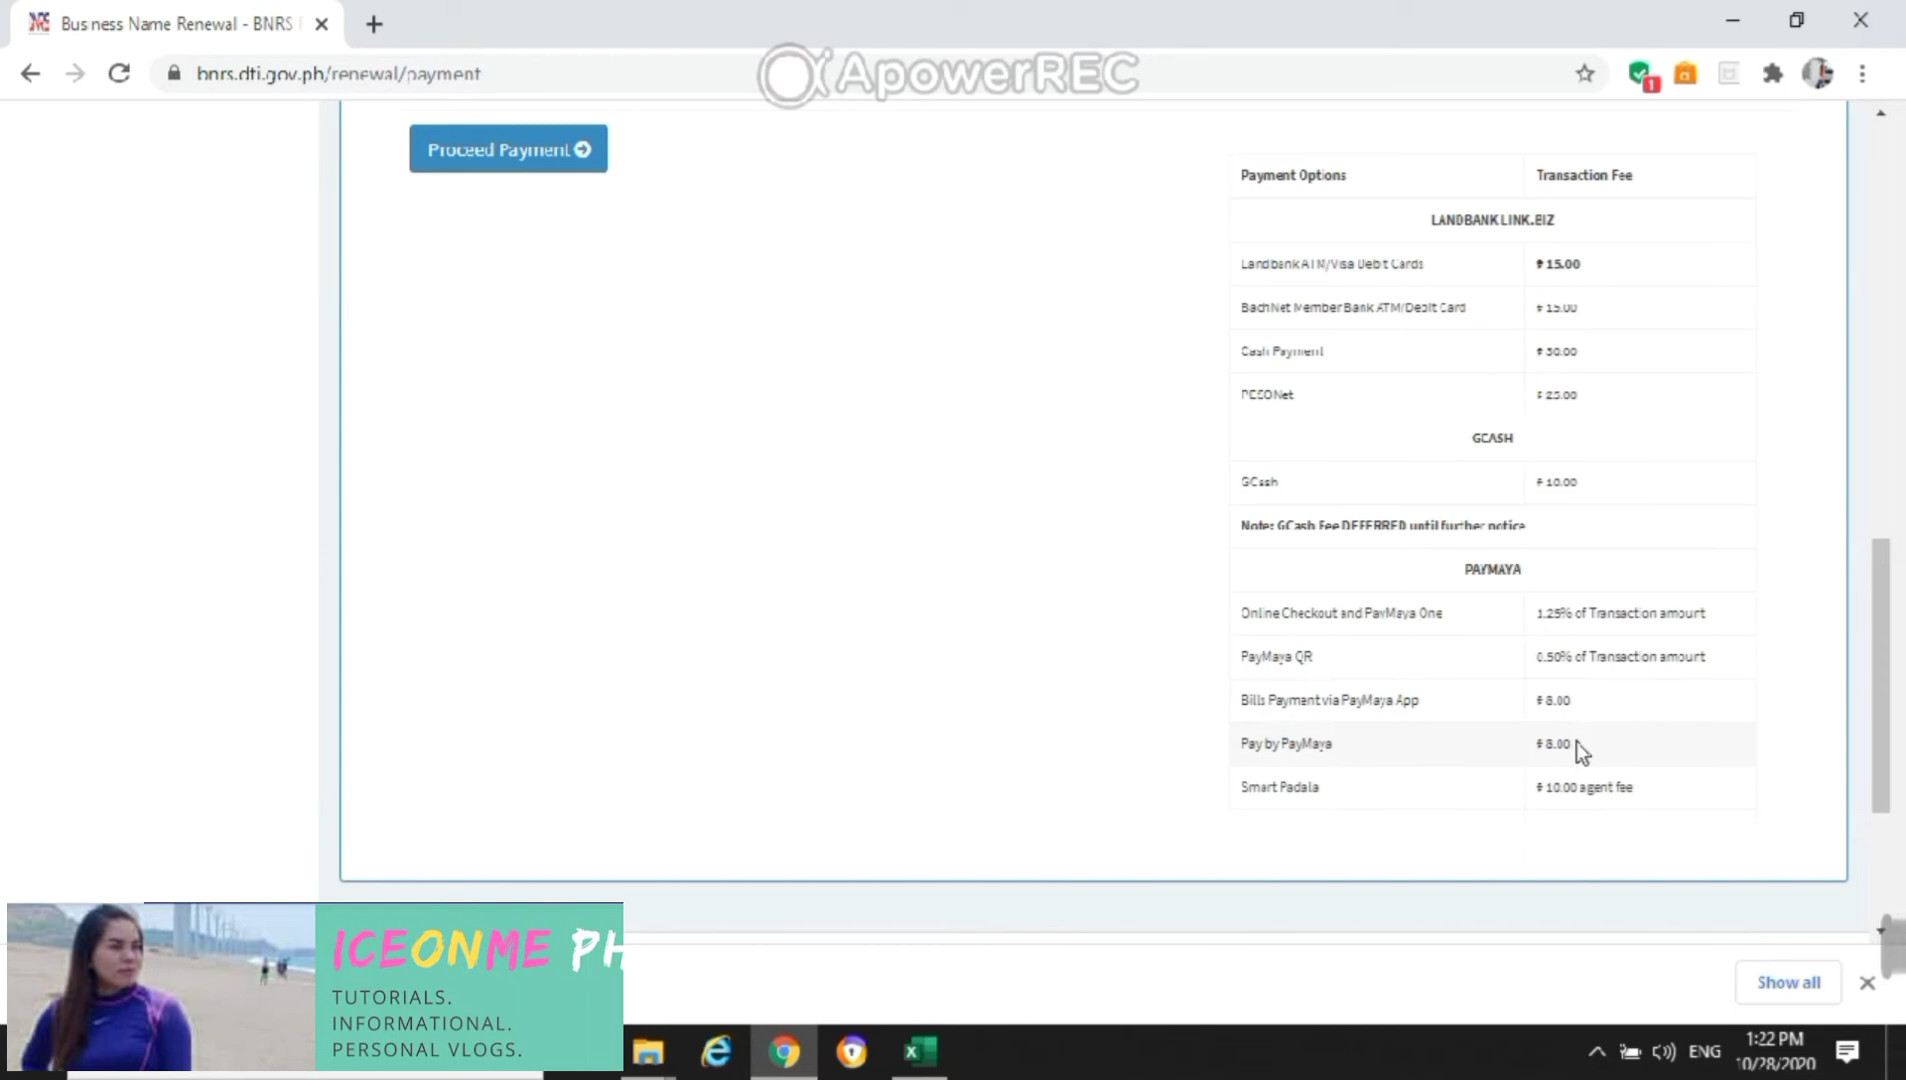 Business Name Renewal - BNRS
bnrs.dti.gov.ph/renewal/payment
ApowerREC
1
Proceed Payment
Payment Options Transaction Fee
LANDBANK LINK.BIZ
Landbank ATM/Visa Debit Cards ₱ 15.00
BachNet Member Bank ATM/Debit Card ₱ 15.00
Cash Payment ₱ 30.00
PESONet ₱ 25.00
GCASH
GCash ₱ 10.00
Note: GCash Fee DEFERRED until further notice
PAYMAYA
Online Checkout and PayMaya One 1.25% of Transaction amount
PayMaya QR 0.50% of Transaction amount
Bills Payment via PayMaya App ₱ 8.00
Pay by PayMaya ₱ 8.00
Smart Padala ₱ 10.00 agent fee
ICEONME PH
TUTORIALS.
INFORMATIONAL.
PERSONAL VLOGS.
Show all
ENG
1:22 PM
10/28/2020